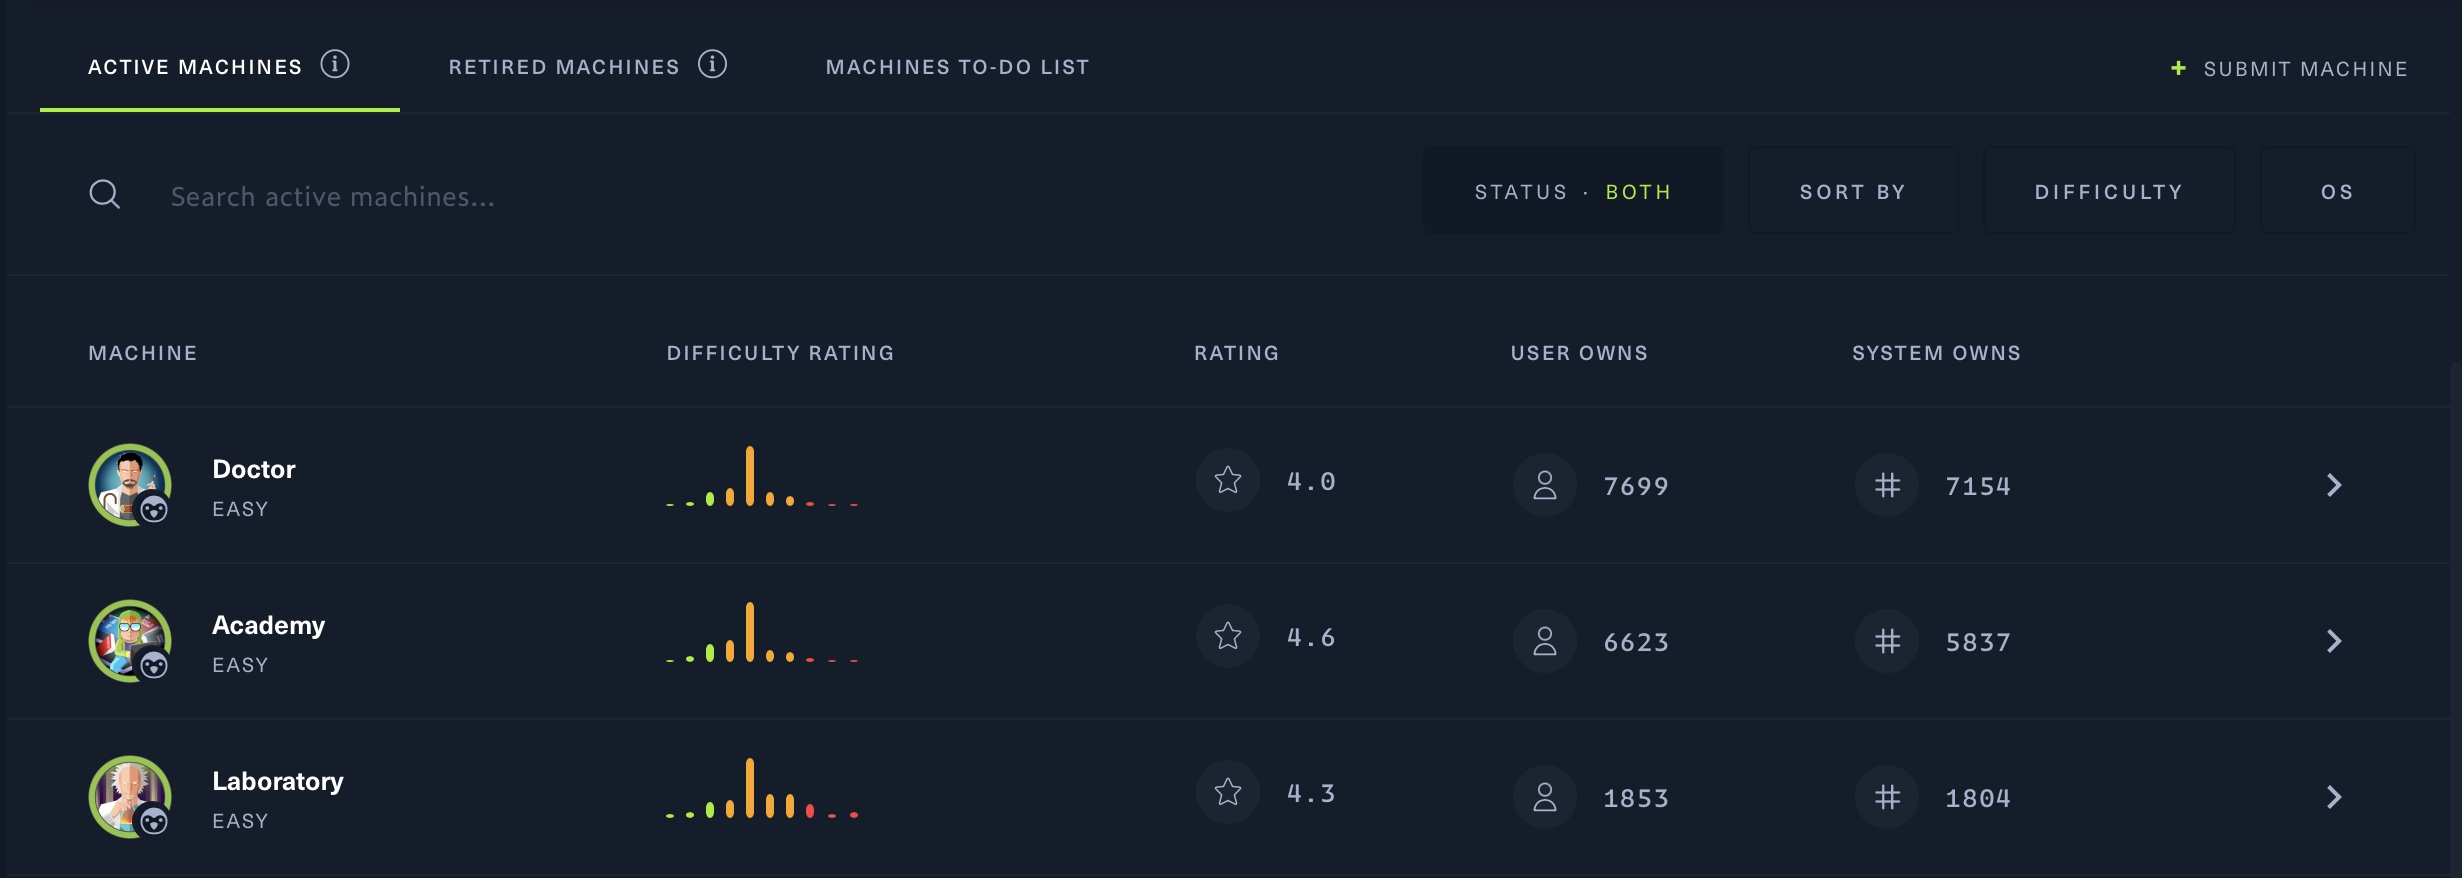 ACTIVE MACHINES RETIRED MACHINES MACHINES TO-DO LIST + SUBMIT MACHINE
Search active machines... STATUS · BOTH SORT BY DIFFICULTY OS
MACHINE DIFFICULTY RATING RATING USER OWNS SYSTEM OWNS
Doctor
EASY
4.0 7699 7154
Academy
EASY
4.6 6623 5837
Laboratory
EASY
4.3 1853 1804